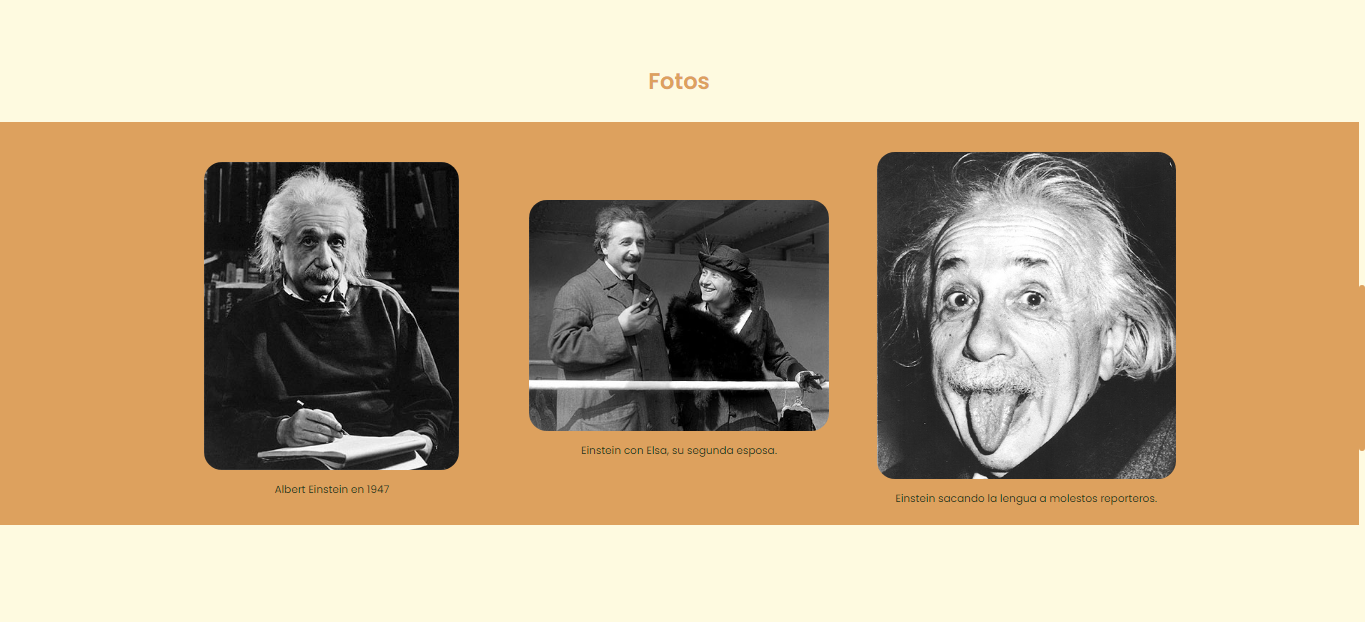 Fotos
Albert Einstein en 1947
Einstein con Elsa, su segunda esposa.
Einstein sacando la lengua a molestos reporteros.